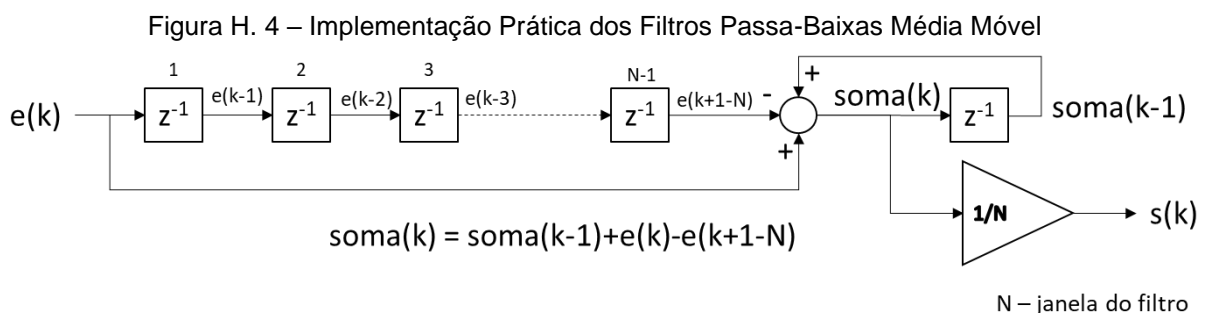 Figura H. 4 – Implementação Prática dos Filtros Passa-Baixas Média Móvel
1 2 3 N-1
e(k) z⁻¹ e(k-1) z⁻¹ e(k-2) z⁻¹ e(k-3) z⁻¹ e(k+1-N) - + + soma(k) z⁻¹ soma(k-1)
1/N s(k)
soma(k) = soma(k-1)+e(k)-e(k+1-N)
N – janela do filtro